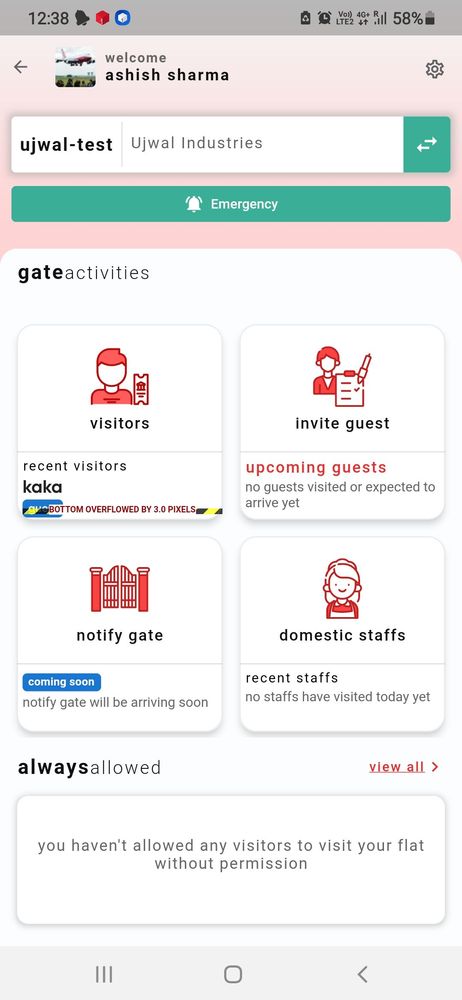 12:38
Vo)) 4G+ R
LTE2
58%
welcome
ashish sharma
ujwal-test
Ujwal Industries
Emergency
gateactivities
visitors
recent visitors
kaka
BOTTOM OVERFLOWED BY 3.0 PIXELS
invite guest
upcoming guests
no guests visited or expected to
arrive yet
notify gate
coming soon
notify gate will be arriving soon
domestic staffs
recent staffs
no staffs have visited today yet
alwaysallowed
view all
you haven't allowed any visitors to visit your flat
without permission